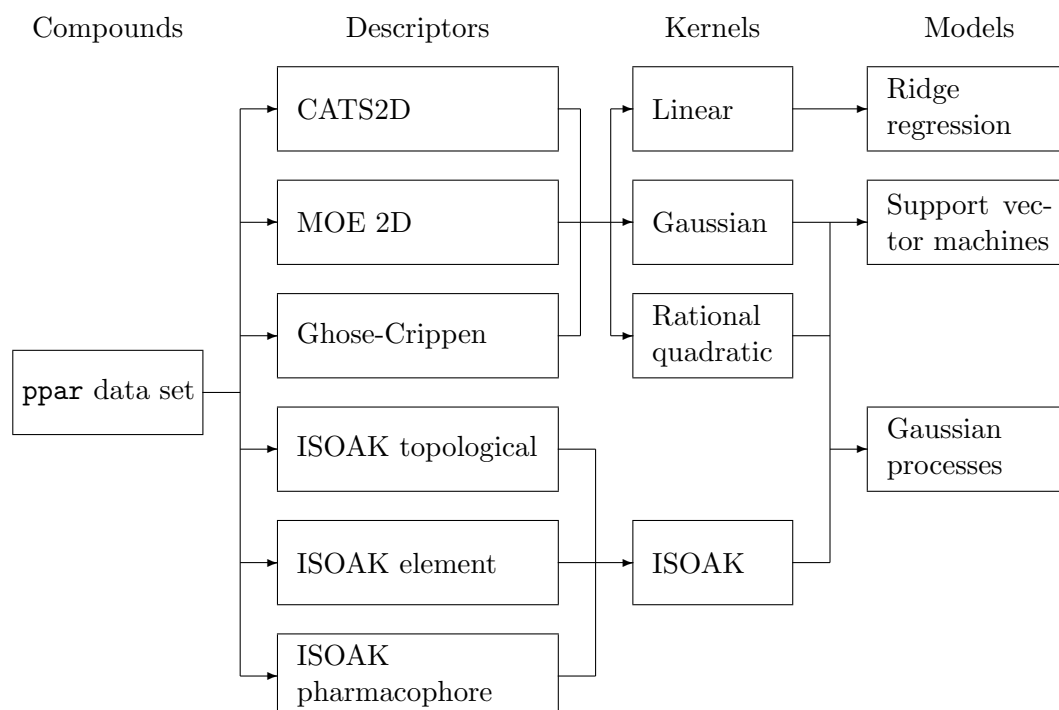 Compounds Descriptors Kernels Models
CATS2D
Linear
Ridge
regression
MOE 2D
Gaussian
Support vec-
tor machines
Ghose-Crippen
Rational
quadratic
ppar data set
ISOAK topological
Gaussian
processes
ISOAK element
ISOAK
ISOAK
pharmacophore